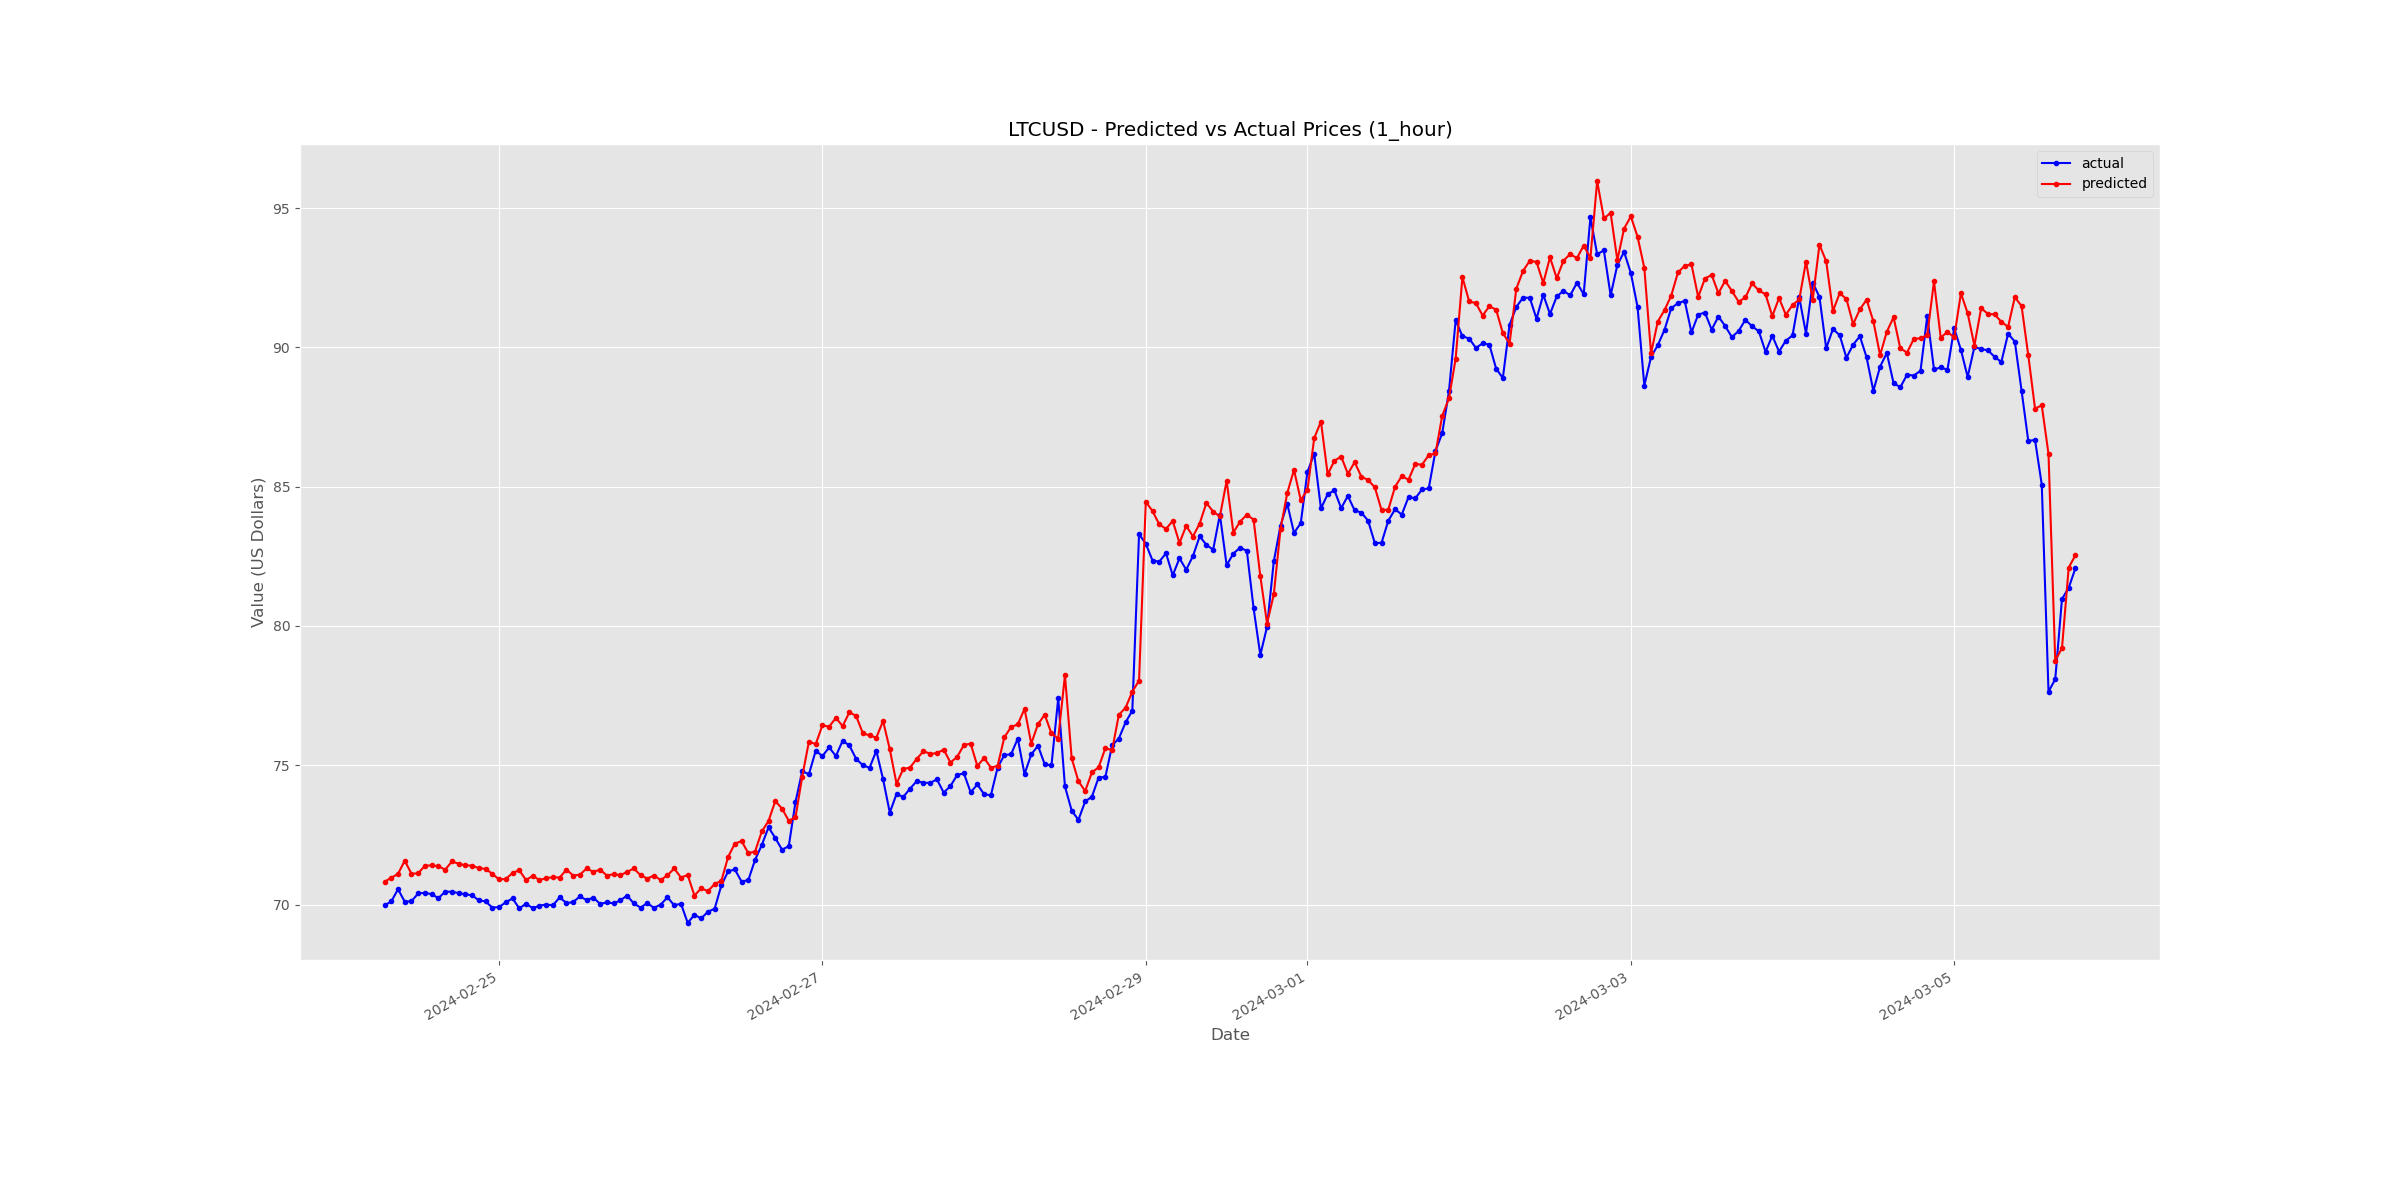 LTCUSD - Predicted vs Actual Prices (1_hour)
actual
predicted
95
90
85
80
75
70
Value (US Dollars)
2024-02-25
2024-02-27
2024-02-29
2024-03-01
2024-03-03
2024-03-05
Date